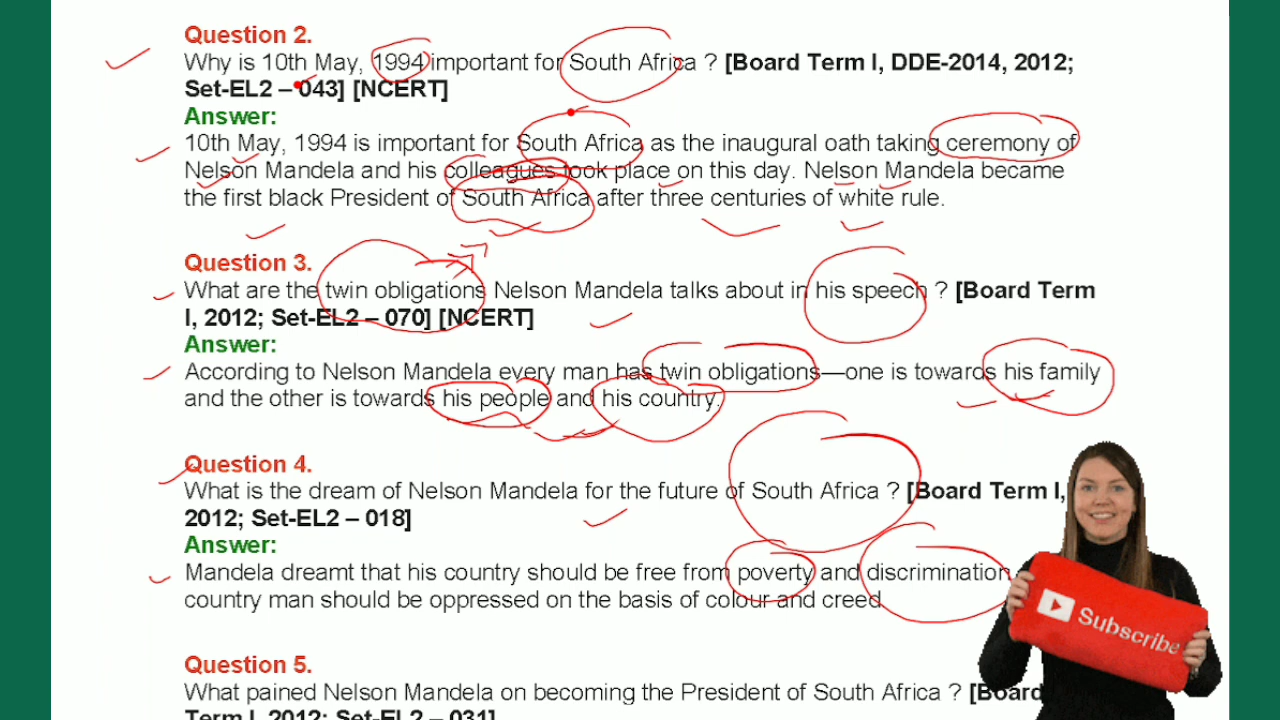 Question 2.
Why is 10th May, 1994 important for South Africa ? [Board Term I, DDE-2014, 2012;
Set-EL2 – 043] [NCERT]
Answer:
10th May, 1994 is important for South Africa as the inaugural oath taking ceremony of
Nelson Mandela and his colleagues took place on this day. Nelson Mandela became
the first black President of South Africa after three centuries of white rule.
Question 3.
What are the twin obligations Nelson Mandela talks about in his speech ? [Board Term
I, 2012; Set-EL2 – 070] [NCERT]
Answer:
According to Nelson Mandela every man has twin obligations—one is towards his family
and the other is towards his people and his country.
Question 4.
What is the dream of Nelson Mandela for the future of South Africa ? [Board Term I,
2012; Set-EL2 – 018]
Answer:
Mandela dreamt that his country should be free from poverty and discrimination
country man should be oppressed on the basis of colour and creed
Subscribe
Question 5.
What pained Nelson Mandela on becoming the President of South Africa ? [Board
Term I, 2012; Set-EL2 – 031]